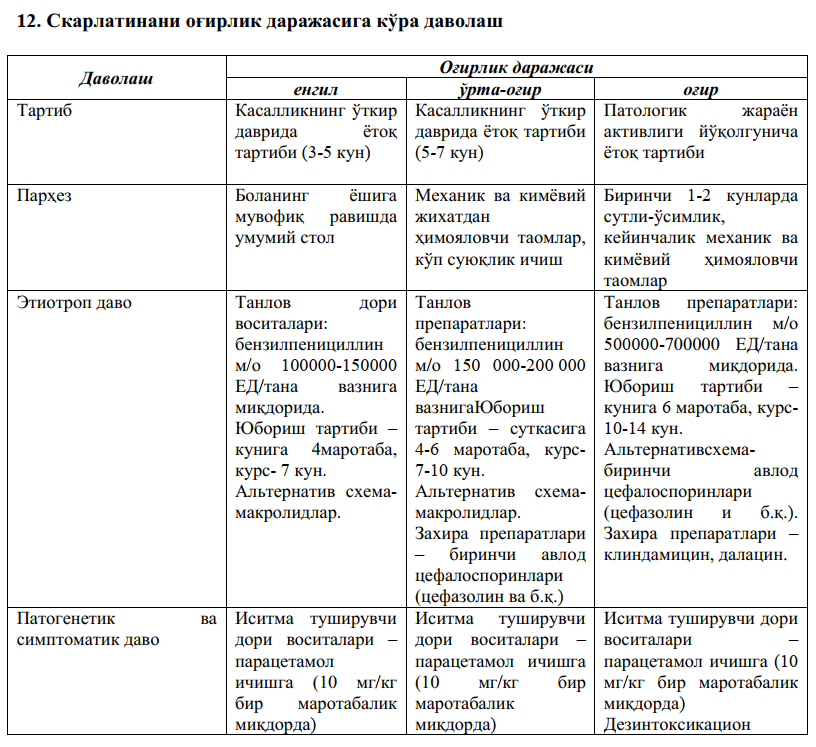 12. Скарлатинани оғирлик даражасига кўра даволаш
Даволаш
Оғирлик даражаси
енгил
ўрта-оғир
оғир
Тартиб
Касалликнинг ўткир
даврида ётоқ
тартиби (3-5 кун)
Касалликнинг ўткир
даврида ётоқ тартиби
(5-7 кун)
Патологик жараён
активлиги йўқолгунича
ётоқ тартиби
Парҳез
Боланинг ёшига
мувофиқ равишда
умумий стол
Механик ва кимёвий
жихатдан
ҳимояловчи таомлар,
кўп суюқлик ичиш
Биринчи 1-2 кунларда
сутли-ўсимлик,
кейинчалик механик ва
кимёвий ҳимояловчи
таомлар
Этиотроп даво
Танлов дори
воситалари:
бензилпенициллин
м/о 100000-150000
ЕД/тана вазнига
миқдорида.
Юбориш тартиби –
кунига 4маротаба,
курс- 7 кун.
Альтернатив схема-
макролидлар.
Танлов
препаратлари:
бензилпенициллин
м/о 150 000-200 000
ЕД/тана
вазнигаЮбориш
тартиби – суткасига
4-6 маротаба, курс-
7-10 кун.
Альтернатив схема-
макролидлар.
Захира препаратлари
– биринчи авлод
цефалоспоринлари
(цефазолин ва б.қ.)
Танлов препаратлари:
бензилпенициллин м/о
500000-700000 ЕД/тана
вазнига миқдорида.
Юбориш тартиби –
кунига 6 маротаба, курс-
10-14 кун.
Альтернативсхема-
биринчи авлод
цефалоспоринлари
(цефазолин и б.қ.).
Захира препаратлари –
клиндамицин, далацин.
Патогенетик ва
симптоматик даво
Иситма туширувчи
дори воситалари –
парацетамол
ичишга (10 мг/кг
бир маротабалик
миқдорда)
Иситма туширувчи
дори воситалари –
парацетамол ичишга
(10 мг/кг бир
маротабалик
миқдорда)
Иситма туширувчи дори
воситалари –
парацетамол ичишга (10
мг/кг бир маротабалик
миқдорда)
Дезинтоксикацион